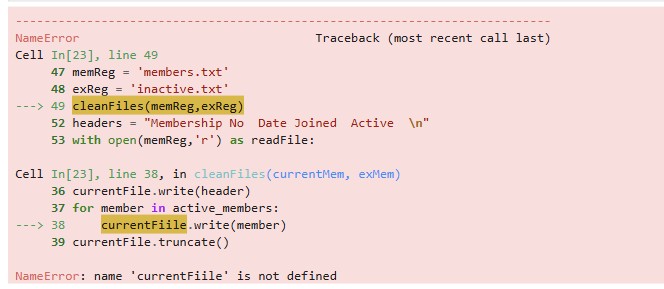 ---------------------------------------------------------------------------
NameError                                 Traceback (most recent call last)
Cell In[23], line 49
     47 memReg = 'members.txt'
     48 exReg = 'inactive.txt'
---> 49 cleanFiles(memReg,exReg)
     52 headers = "Membership No  Date Joined  Active  \n"
     53 with open(memReg,'r') as readFile:
Cell In[23], line 38, in cleanFiles(currentMem, exMem)
     36 currentFile.write(header)
     37 for member in active_members:
---> 38     currentFiile.write(member)
     39 currentFile.truncate()
NameError: name 'currentFiile' is not defined